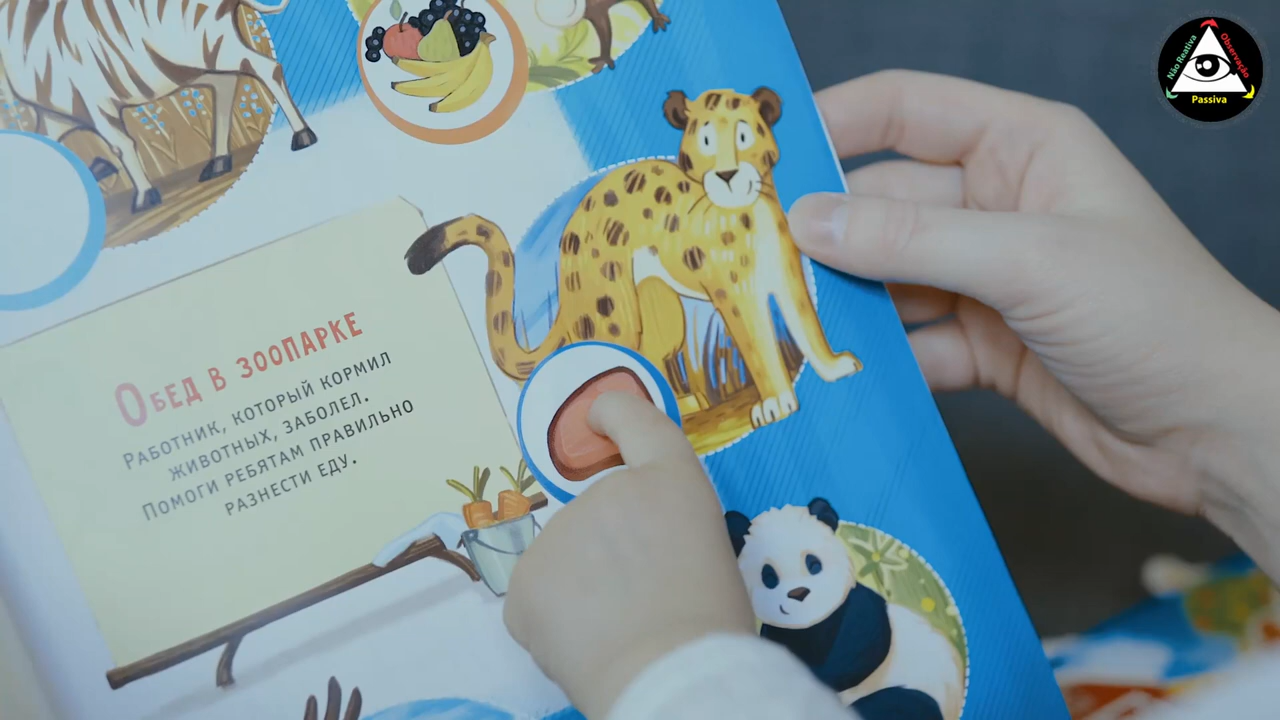 Обед в зоопарке
Работник, который кормил
животных, заболел.
Помоги ребятам правильно
разнести еду.
Não Reativa
Observação
Passiva